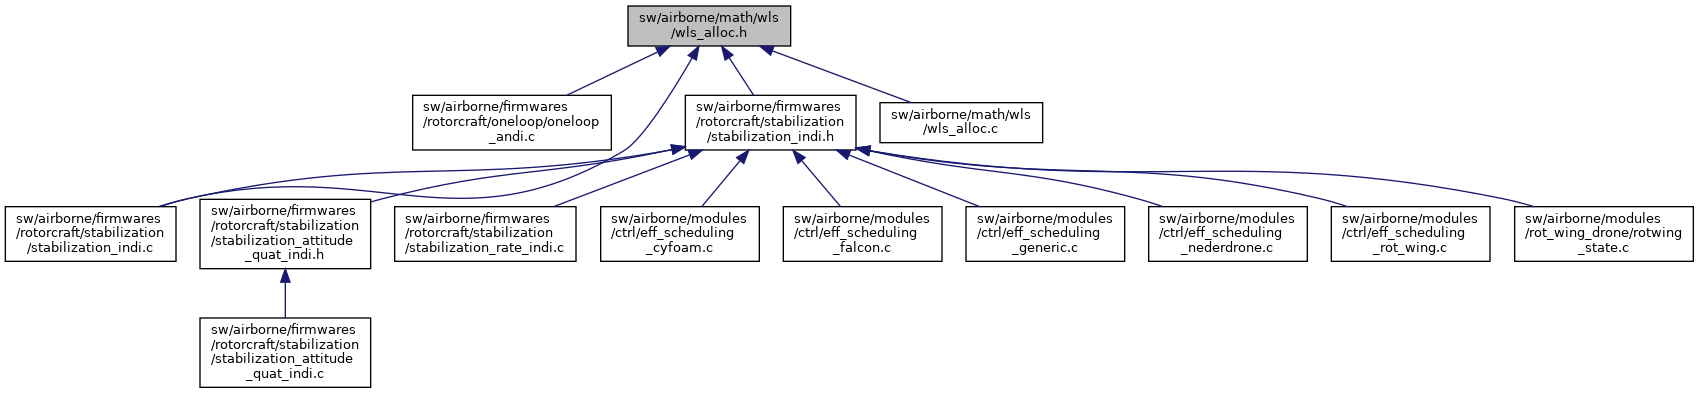 sw/airborne/math/wls
/wls_alloc.h
sw/airborne/firmwares
/rotorcraft/oneloop/oneloop
_andi.c
sw/airborne/firmwares
/rotorcraft/stabilization
/stabilization_indi.h
sw/airborne/math/wls
/wls_alloc.c
sw/airborne/firmwares
/rotorcraft/stabilization
/stabilization_indi.c
sw/airborne/firmwares
/rotorcraft/stabilization
/stabilization_attitude
_quat_indi.h
sw/airborne/firmwares
/rotorcraft/stabilization
/stabilization_rate_indi.c
sw/airborne/modules
/ctrl/eff_scheduling
_cyfoam.c
sw/airborne/modules
/ctrl/eff_scheduling
_falcon.c
sw/airborne/modules
/ctrl/eff_scheduling
_generic.c
sw/airborne/modules
/ctrl/eff_scheduling
_nederdrone.c
sw/airborne/modules
/ctrl/eff_scheduling
_rot_wing.c
sw/airborne/modules
/rot_wing_drone/rotwing
_state.c
sw/airborne/firmwares
/rotorcraft/stabilization
/stabilization_attitude
_quat_indi.c